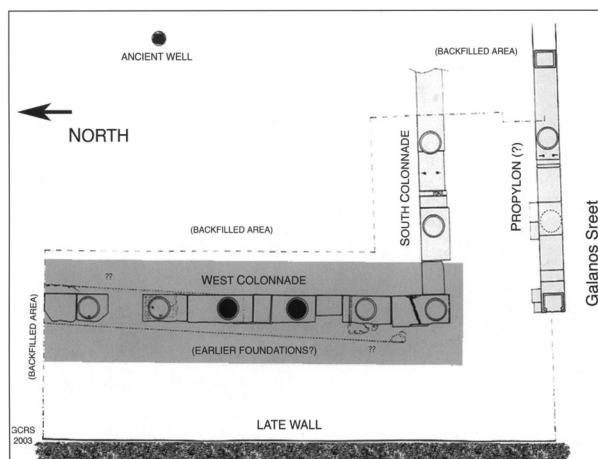 (BACKFILLED AREA)
ANCIENT WELL
NORTH
SOUTH COLONNADE
PROPYLON (?)
Galanos Sreet
(BACKFILLED AREA)
??
WEST COLONNADE
(BACKFILLED AREA)
(EARLIER FOUNDATIONS?)
??
LATE WALL
GCRS
2003